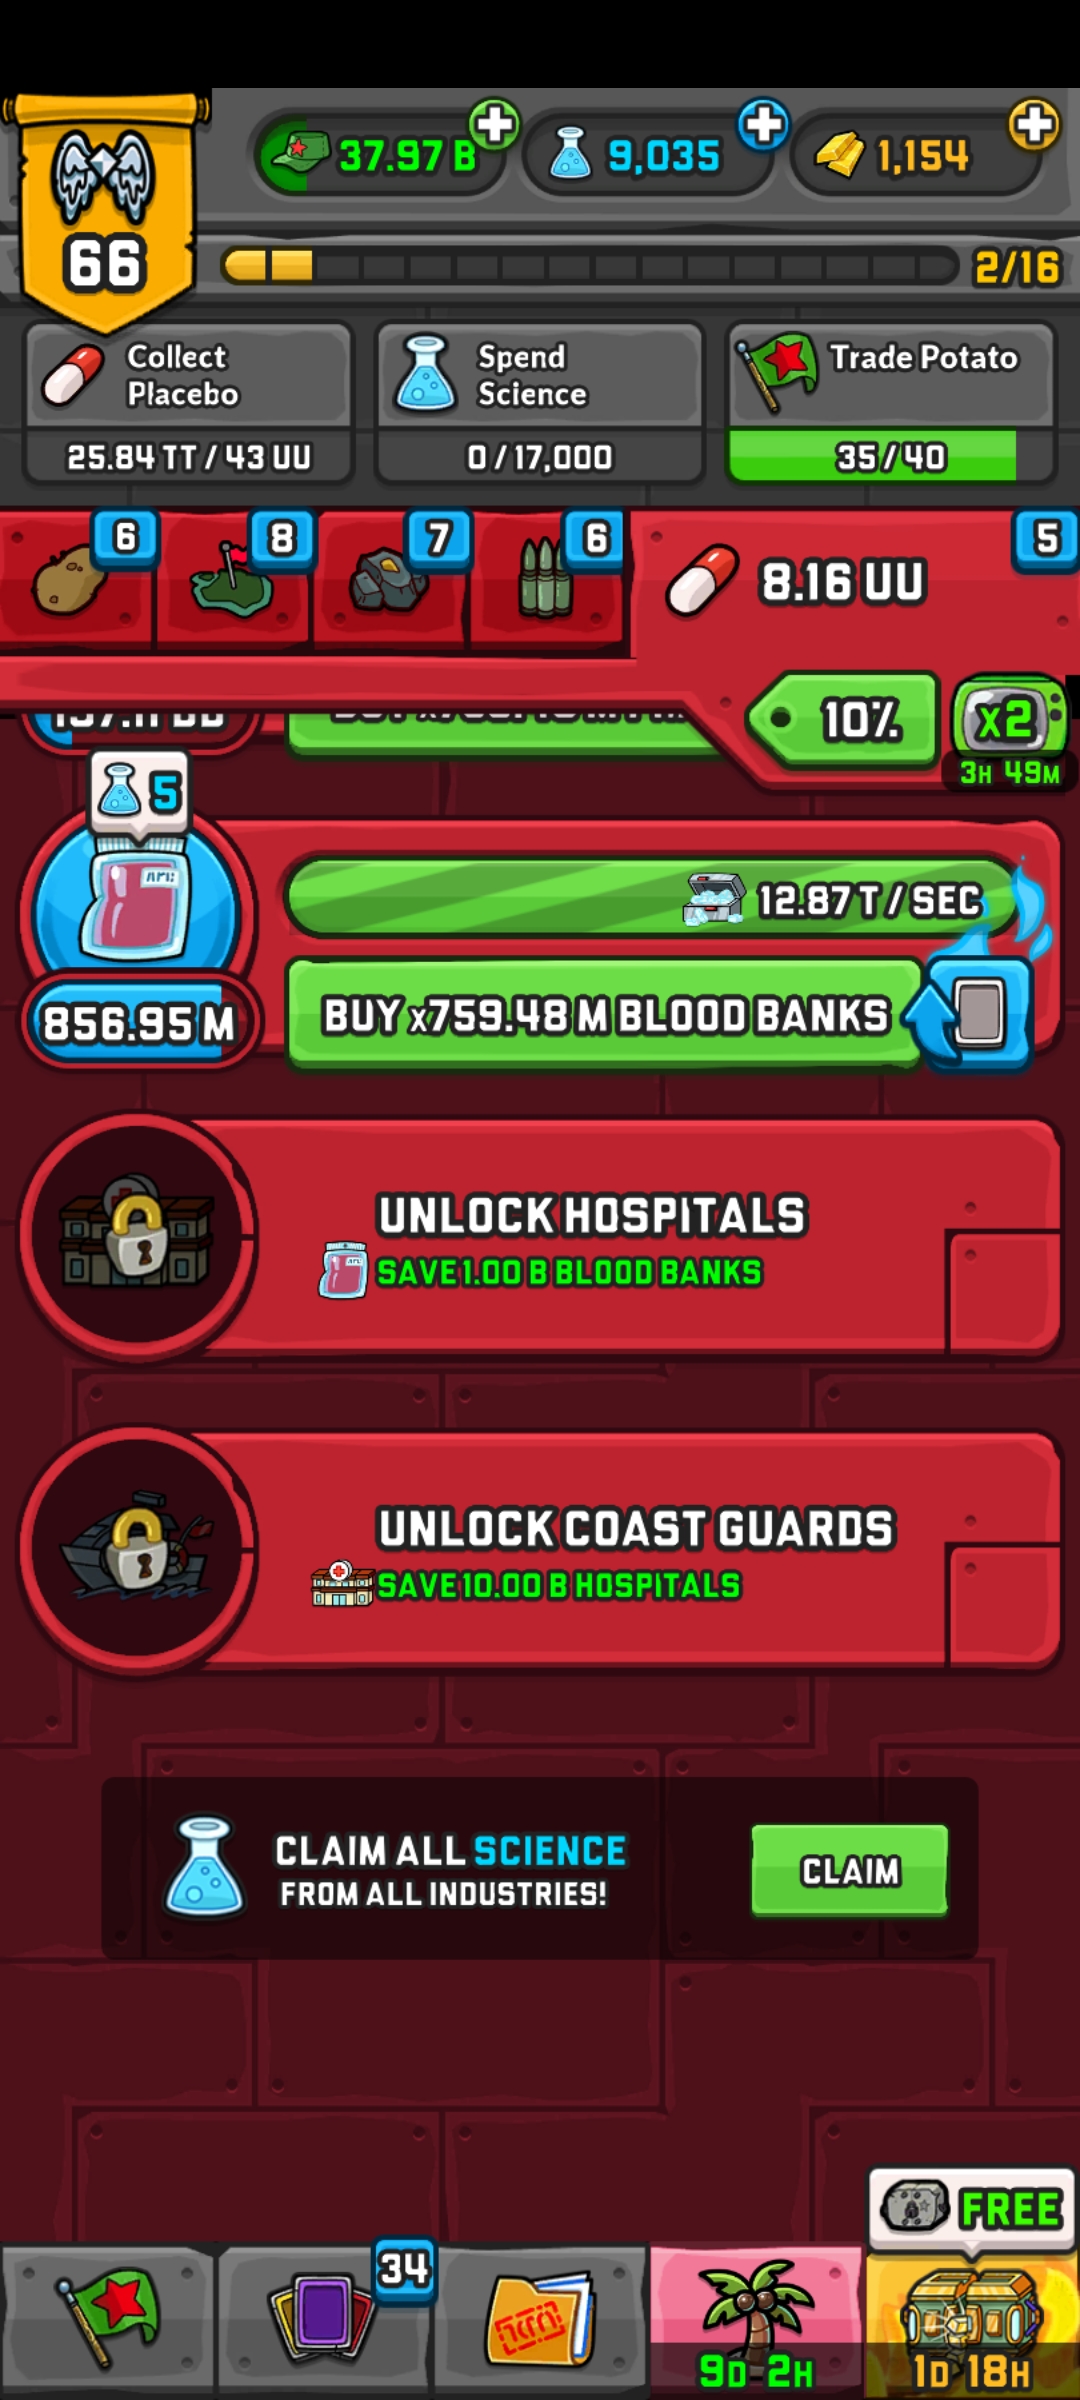 37.97 B
9,035
1,154
66
2/16
Collect
Placebo
Spend
Science
Trade Potato
25.84 TT / 43 UU
0 / 17,000
35 / 40
6
8
7
6
5
8.16 UU
10%
x2
3H 49M
5
12.87 T / SEC
856.95 M
BUY x759.48 M BLOOD BANKS
UNLOCK HOSPITALS
SAVE 1.00 B BLOOD BANKS
UNLOCK COAST GUARDS
SAVE 10.00 B HOSPITALS
CLAIM ALL SCIENCE
FROM ALL INDUSTRIES!
CLAIM
FREE
34
9D 2H
1D 18H